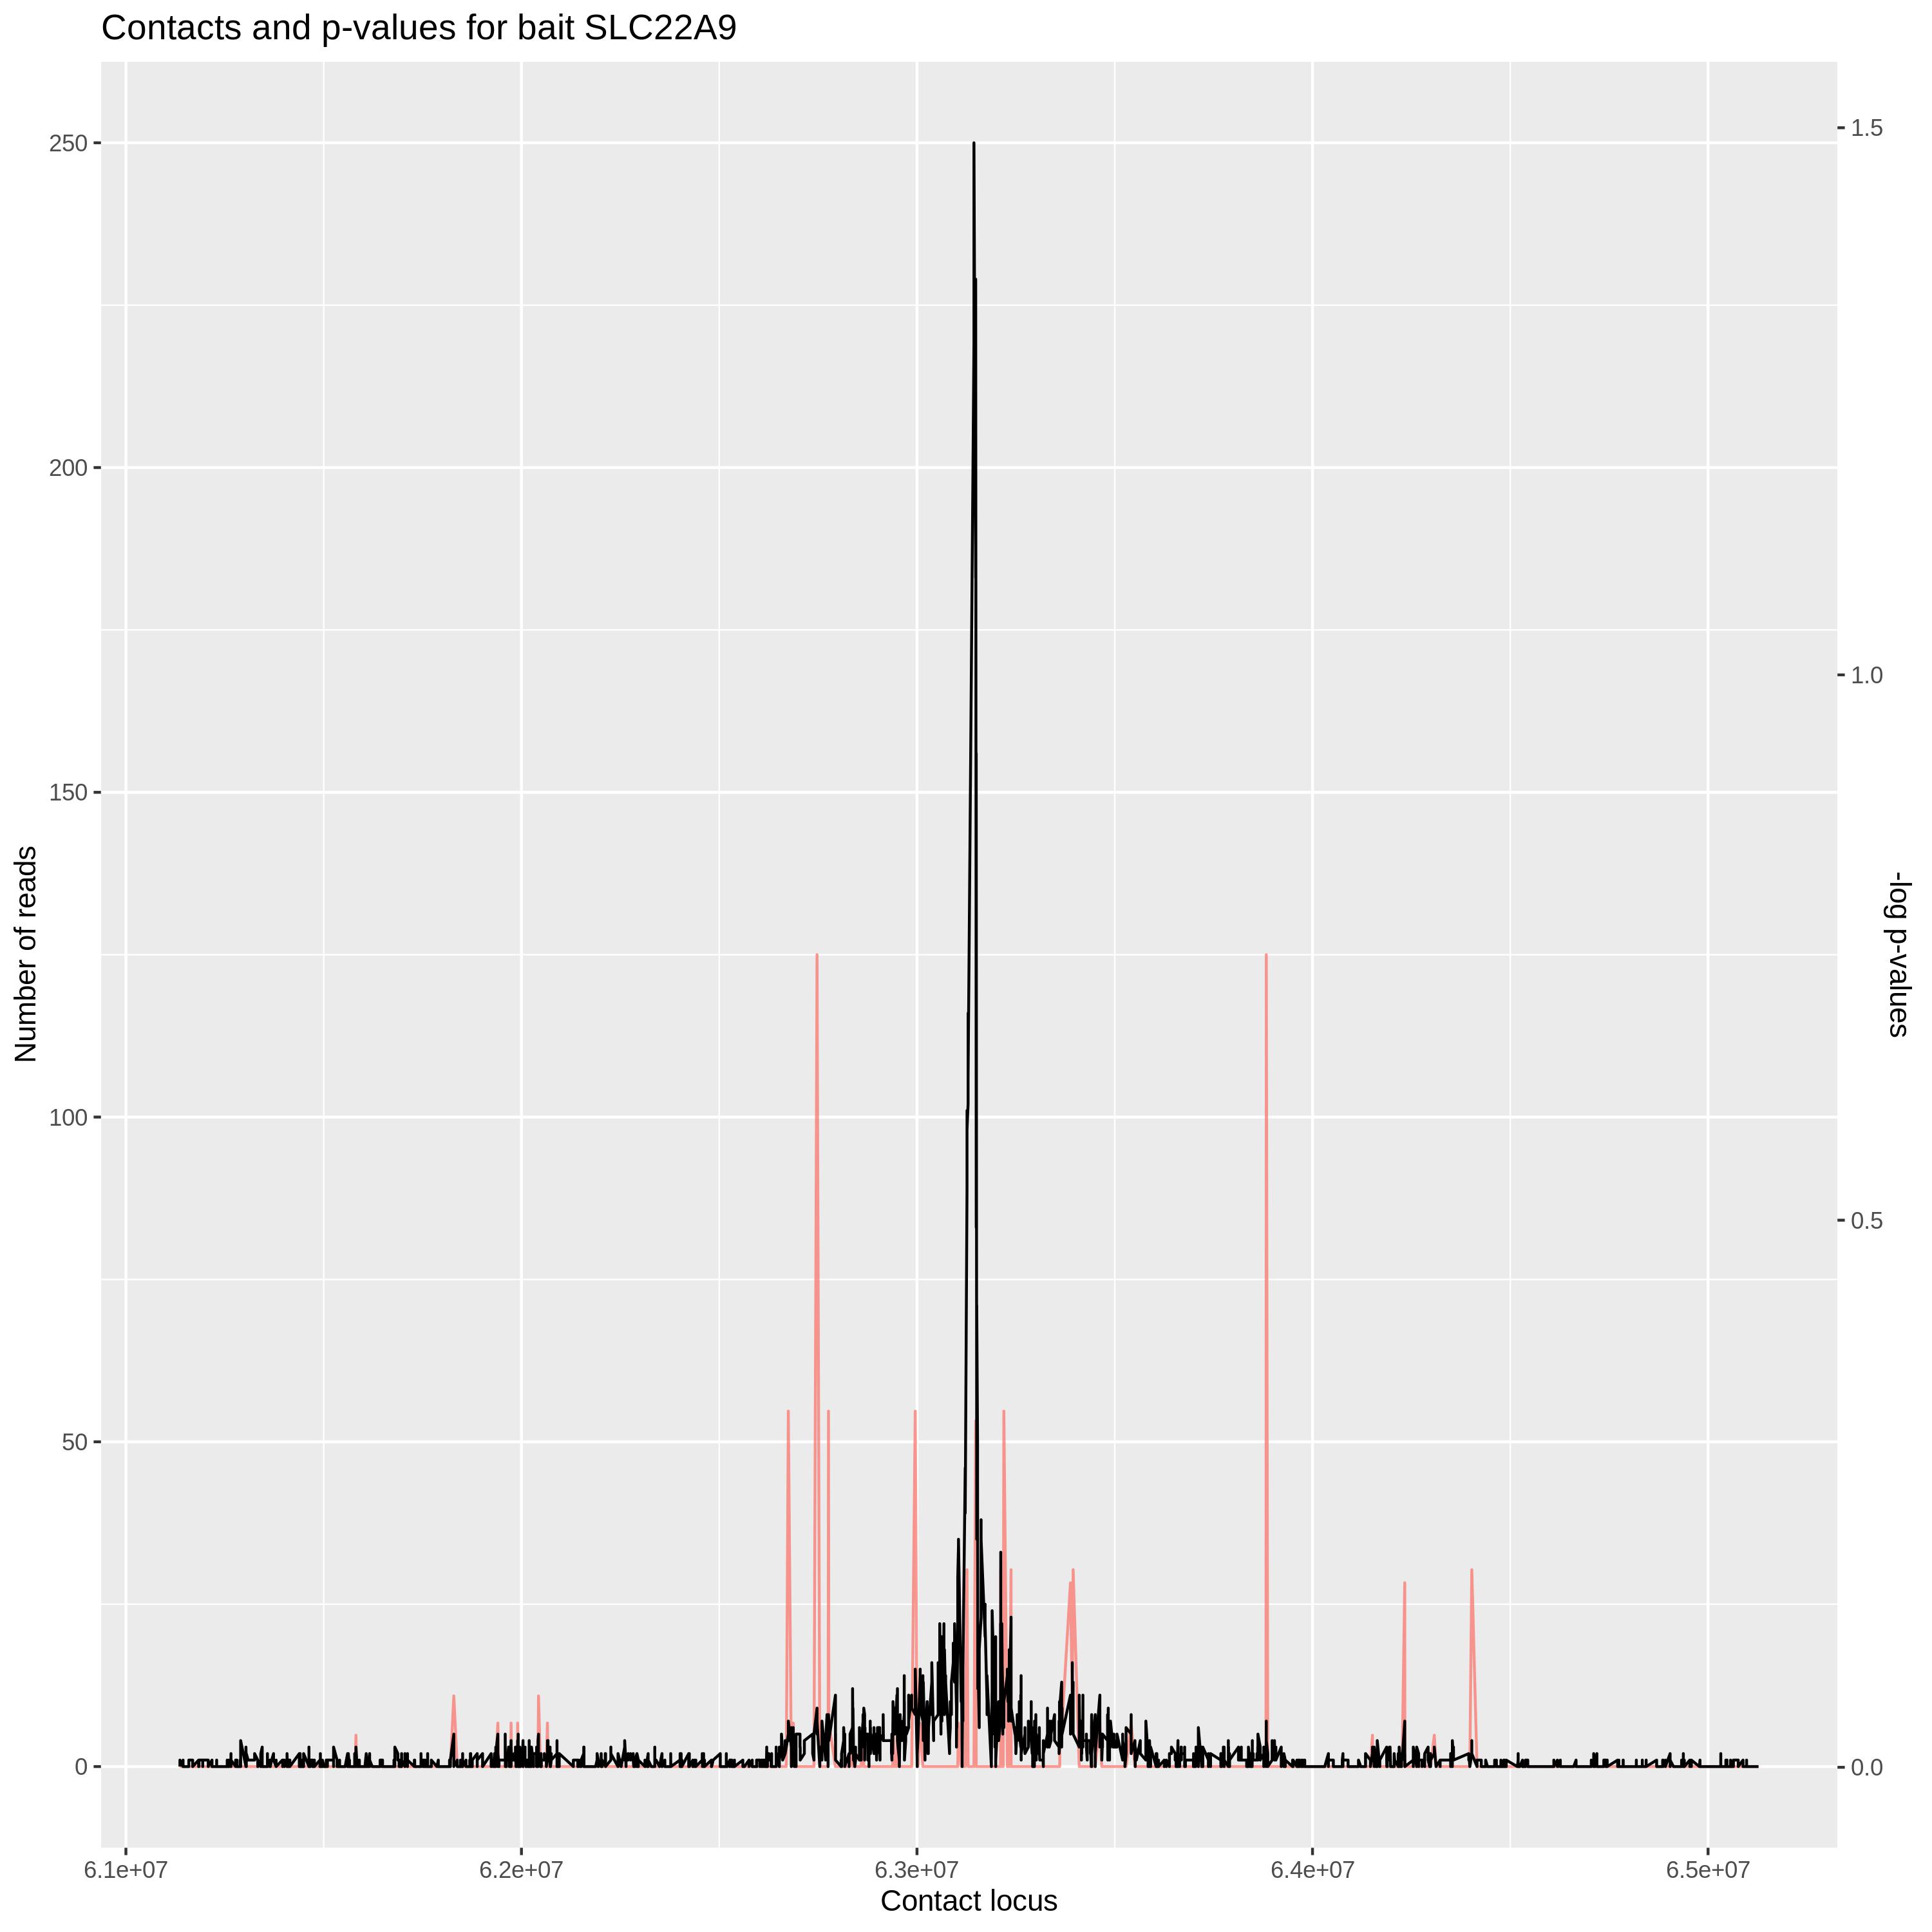 Contacts and p-values for bait SLC22A9
250
200
150
100
50
0
Number of reads
1.5
1.0
0.5
0.0
-log p-values
6.1e+07
6.2e+07
6.3e+07
6.4e+07
6.5e+07
Contact locus